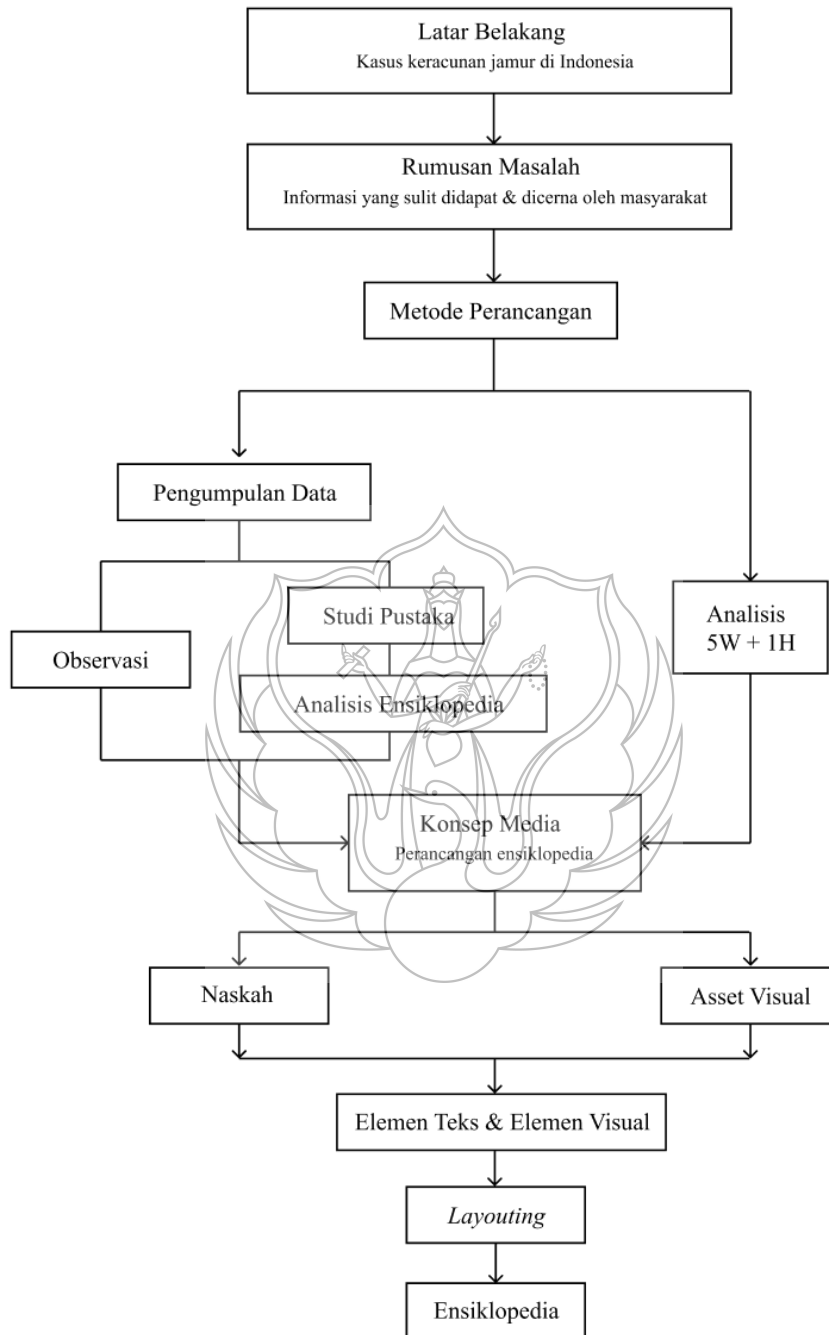 Latar Belakang
Kasus keracunan jamur di Indonesia
Rumusan Masalah
Informasi yang sulit didapat & dicerna oleh masyarakat
Metode Perancangan
Pengumpulan Data
Studi Pustaka
Observasi
Analisis Ensiklopedia
Analisis
5W + 1H
Konsep Media
Perancangan ensiklopedia
Naskah
Asset Visual
Elemen Teks & Elemen Visual
Layouting
Ensiklopedia